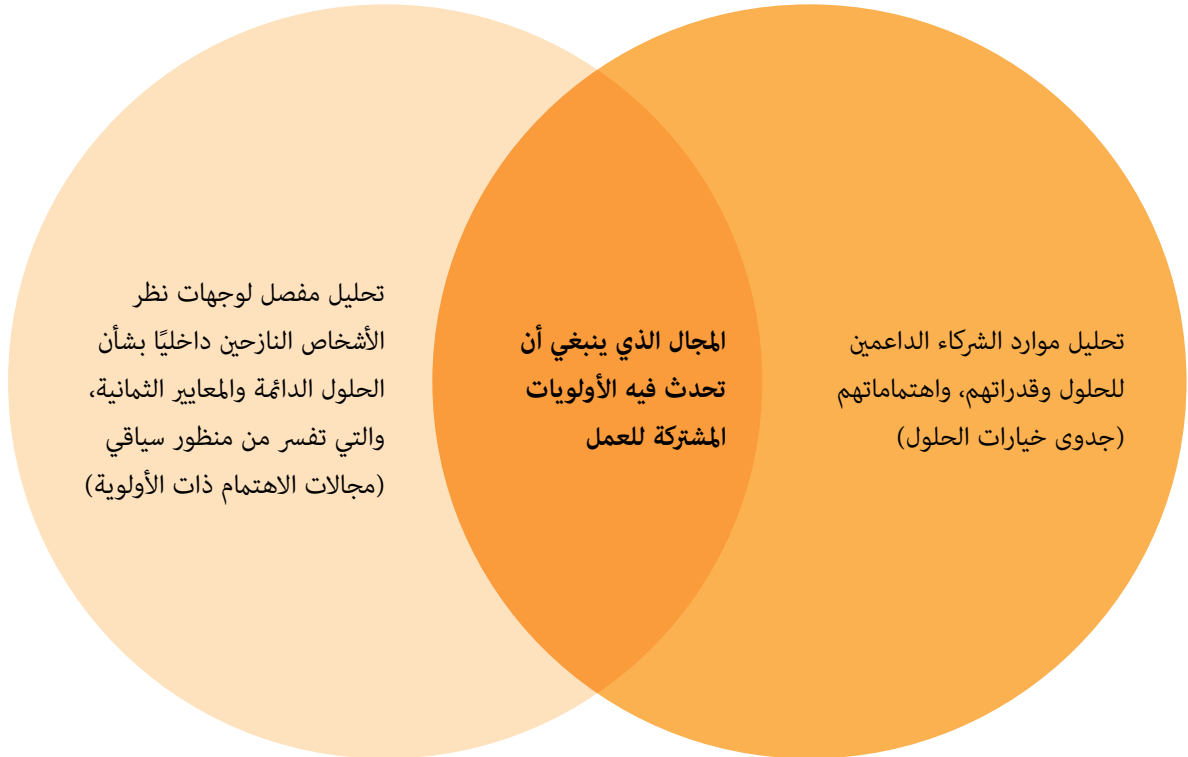 تحليل موارد الشركاء الداعمين
للحلول وقدراتهم، واهتماماتهم
(جدوى خيارات الحلول)
المجال الذي ينبغي أن
تحدث فيه الأولويات
المشتركة للعمل
تحليل مفصل لوجهات نظر
الأشخاص النازحين داخليًا بشأن
الحلول الدائمة والمعايير الثمانية،
والتي تفسر من منظور سياقي
(مجالات الاهتمام ذات الأولوية)